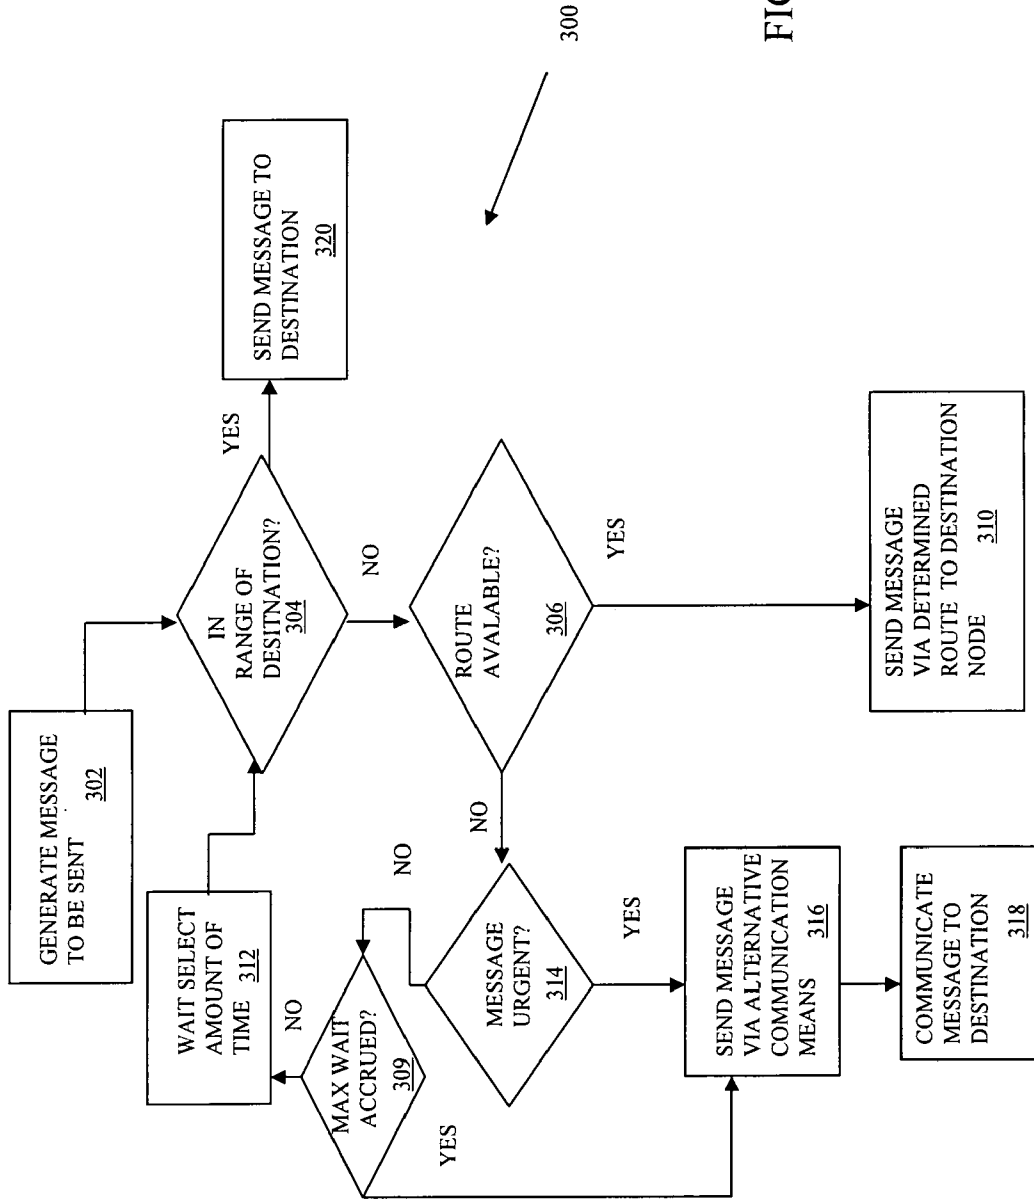 GENERATE MESSAGE
TO BE SENT
302
WAIT SELECT
AMOUNT OF
TIME 312
IN
RANGE OF
DESITNATION?
304
YES
SEND MESSAGE TO
DESTINATION
320
NO
ROUTE
AVALABLE?
306
YES
SEND MESSAGE
VIA DETERMINED
ROUTE TO DESTINATION
NODE
310
NO
MESSAGE
URGENT?
314
NO
MAX WAIT
ACCRUED?
309
NO
YES
YES
SEND MESSAGE
VIA ALTERNATIVE
COMMUNICATION
MEANS
316
COMMUNICATE
MESSAGE TO
DESTINATION
318
300